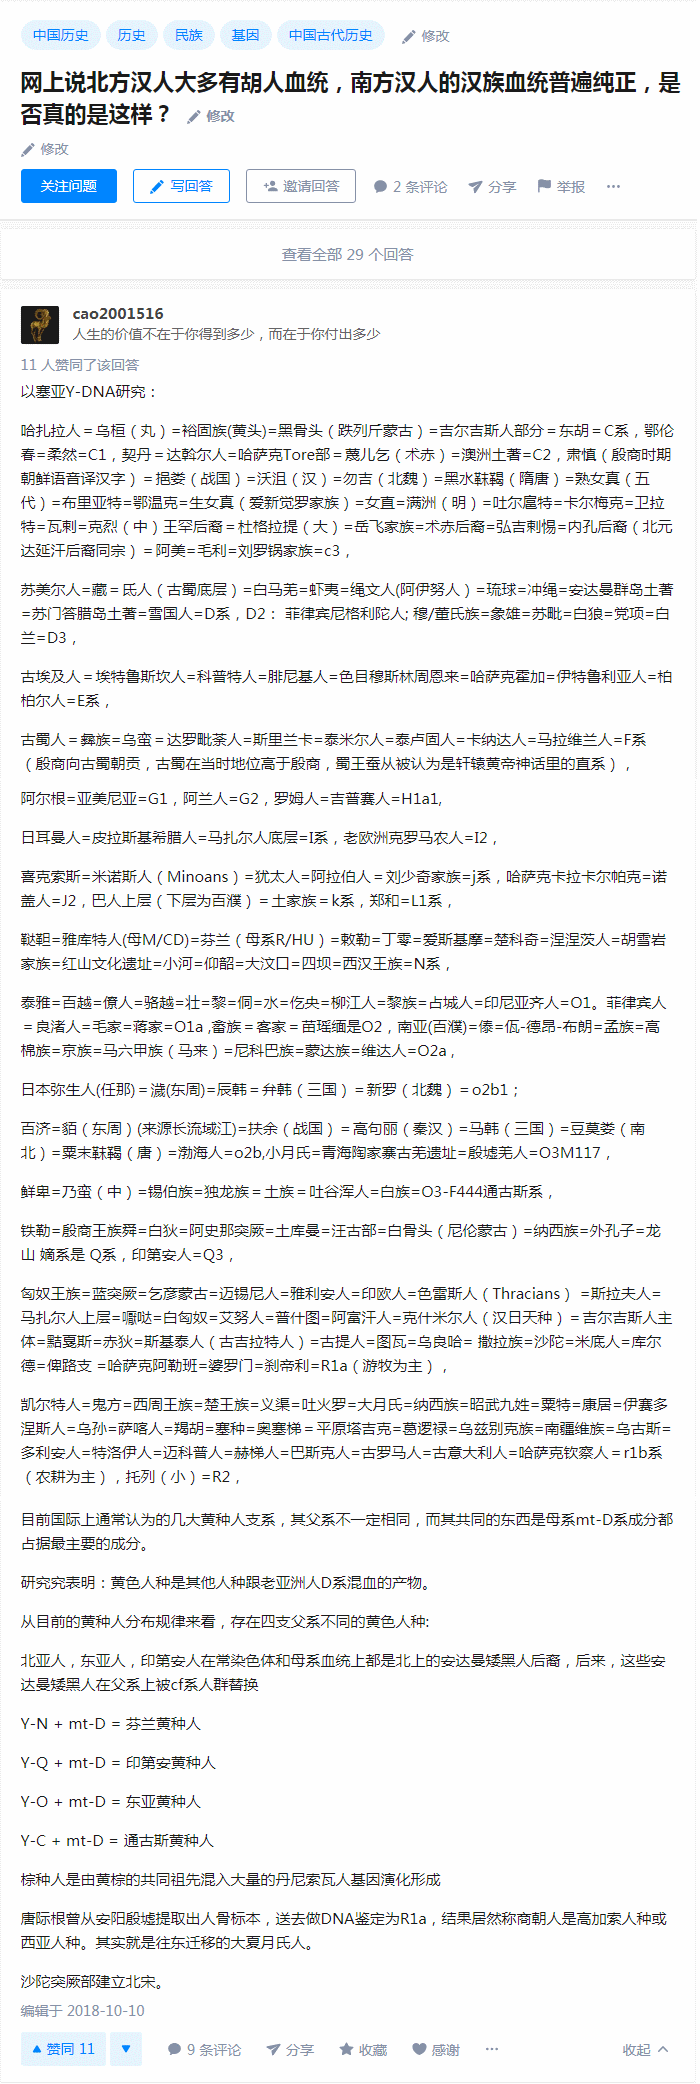 中国历史 历史 民族 基因 中国古代历史 修改
网上说北方汉人大多有胡人血统，南方汉人的汉族血统普遍纯正，是
否真的是这样？ 修改
修改
关注问题 写回答 邀请回答 2 条评论 分享 举报 ···
查看全部 29 个回答
cao2001516
人生的价值不在于你得到多少，而在于你付出多少
11 人赞同了该回答
以塞亚Y-DNA研究：
哈扎拉人＝乌桓（丸）=裕固族(黄头)=黑骨头（跌列斤蒙古）=吉尔吉斯人部分＝东胡＝C系，鄂伦
春=柔然=C1，契丹＝达斡尔人＝哈萨克Tore部＝蔑儿乞（术赤）=澳洲土著=C2，肃慎（殷商时期
朝鲜语音译汉字）＝挹娄（战国）=沃沮（汉）=勿吉（北魏）=黑水靺鞨（隋唐）=熟女真（五
代）=布里亚特=鄂温克=生女真（爱新觉罗家族）=女直=满洲（明）=吐尔扈特=卡尔梅克=卫拉
特=瓦剌=克烈（中）王罕后裔＝杜格拉提（大）=岳飞家族=术赤后裔=弘吉剌惕=内孔后裔（北元
达延汗后裔同宗）＝阿美=毛利=刘罗锅家族=c3，
苏美尔人=藏＝氐人（古蜀底层）=白马羌=虾夷=绳文人(阿伊努人）=琉球=冲绳=安达曼群岛土著
=苏门答腊岛土著=雪国人=D系，D2： 菲律宾尼格利陀人; 穆/董氏族=象雄=苏毗=白狼=党项=白
兰=D3，
古埃及人＝埃特鲁斯坎人=科普特人=腓尼基人=色目穆斯林周恩来=哈萨克霍加=伊特鲁利亚人=柏
柏尔人=E系，
古蜀人＝彝族=乌蛮＝达罗毗荼人=斯里兰卡=泰米尔人=泰卢固人=卡纳达人=马拉维兰人=F系
（殷商向古蜀朝贡，古蜀在当时地位高于殷商，蜀王蚕从被认为是轩辕黄帝神话里的直系），
阿尔根=亚美尼亚=G1，阿兰人=G2，罗姆人=吉普赛人=H1a1,
日耳曼人=皮拉斯基希腊人=马扎尔人底层=I系，老欧洲克罗马农人=I2，
喜克索斯=米诺斯人（Minoans）=犹太人=阿拉伯人＝刘少奇家族=j系，哈萨克卡拉卡尔帕克=诺
盖人=J2，巴人上层（下层为百濮）＝土家族＝k系，郑和=L1系，
鞑靼=雅库特人(母M/CD)=芬兰（母系R/HU）=敕勒=丁零=爱斯基摩=楚科奇=涅涅茨人=胡雪岩
家族=红山文化遗址=小河=仰韶=大汶口=四坝=西汉王族=N系，
泰雅=百越=僚人=骆越=壮=黎=侗=水=仡央=柳江人=黎族=占城人=印尼亚齐人=O1。菲律宾人
＝良渚人=毛家=蒋家=O1a ,畲族＝客家＝苗瑶缅是O2，南亚(百濮)=傣=佤-德昂-布朗=孟族=高
棉族=京族=马六甲族（马来）=尼科巴族=蒙达族=维达人=O2a，
日本弥生人(任那)＝濊(东周)=辰韩＝弁韩（三国）＝新罗（北魏）＝o2b1；
百济=貊（东周）(来源长流域江)=扶余（战国）＝高句丽（秦汉）=马韩（三国）=豆莫娄（南
北）=粟末靺鞨（唐）=渤海人=o2b,小月氏=青海陶家寨古羌遗址=殷墟羌人=O3M117，
鲜卑=乃蛮（中）=锡伯族=独龙族＝土族＝吐谷浑人=白族=O3-F444通古斯系，
铁勒=殷商王族舜=白狄=阿史那突厥=土库曼=汪古部=白骨头（尼伦蒙古）=纳西族=外孔子=龙
山 嫡系是 Q系，印第安人=Q3，
匈奴王族=蓝突厥=乞彦蒙古=迈锡尼人=雅利安人=印欧人=色雷斯人（Thracians） =斯拉夫人=
马扎尔人上层=嚈哒=白匈奴=艾努人=普什图=阿富汗人=克什米尔人（汉日天种）＝吉尔吉斯人主
体=黠戛斯=赤狄=斯基泰人（古吉拉特人）=古提人=图瓦=乌良哈= 撒拉族=沙陀=米底人=库尔
德=俾路支 =哈萨克阿勒班=婆罗门=刹帝利=R1a（游牧为主），
凯尔特人=鬼方=西周王族=楚王族=义渠=吐火罗=大月氏=纳西族=昭武九姓=粟特=康居=伊赛多
涅斯人=乌孙=萨喀人=羯胡=塞种=奥塞梯＝平原塔吉克=葛逻禄=乌兹别克族=南疆维族=乌古斯=
多利安人=特洛伊人=迈科普人=赫梯人=巴斯克人=古罗马人=古意大利人=哈萨克钦察人＝r1b系
（农耕为主），托列（小）=R2，
目前国际上通常认为的几大黄种人支系，其父系不一定相同，而其共同的东西是母系mt-D系成分都
占据最主要的成分。
研究究表明：黄色人种是其他人种跟老亚洲人D系混血的产物。
从目前的黄种人分布规律来看，存在四支父系不同的黄色人种:
北亚人，东亚人，印第安人在常染色体和母系血统上都是北上的安达曼矮黑人后裔，后来，这些安
达曼矮黑人在父系上被cf系人群替换
Y-N + mt-D = 芬兰黄种人
Y-Q + mt-D = 印第安黄种人
Y-O + mt-D = 东亚黄种人
Y-C + mt-D = 通古斯黄种人
棕种人是由黄棕的共同祖先混入大量的丹尼索瓦人基因演化形成
唐际根曾从安阳殷墟提取出人骨标本，送去做DNA鉴定为R1a，结果居然称商朝人是高加索人种或
西亚人种。其实就是往东迁移的大夏月氏人。
沙陀突厥部建立北宋。
编辑于 2018-10-10
赞同 11 9 条评论 分享 收藏 感谢 ··· 收起